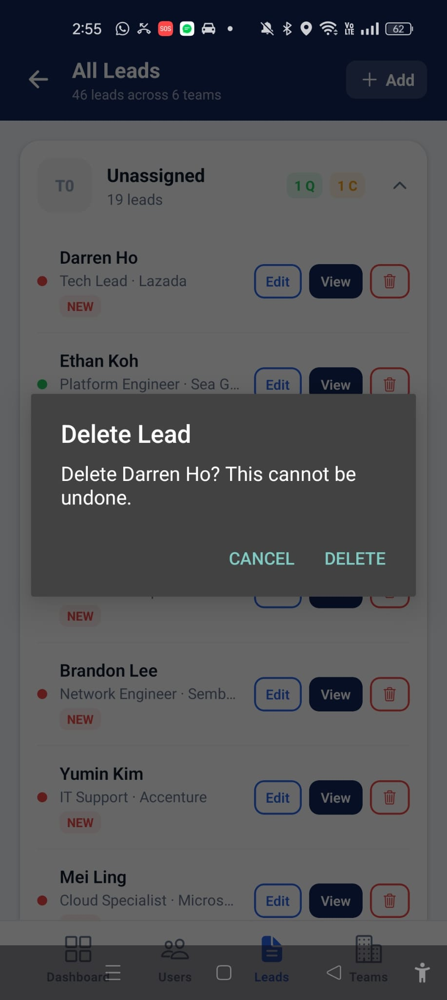 2:55
SOS
Vo
LTE
62
All Leads
46 leads across 6 teams
+ Add
T0
Unassigned
19 leads
1 Q
1 C
Darren Ho
Tech Lead · Lazada
NEW
Edit
View
Ethan Koh
Platform Engineer · Sea G...
Edit
View
Delete Lead
Delete Darren Ho? This cannot be
undone.
CANCEL
DELETE
NEW
Brandon Lee
Network Engineer · Semb...
NEW
Edit
View
Yumin Kim
IT Support · Accenture
NEW
Edit
View
Mei Ling
Cloud Specialist · Micros...
Edit
View
Dashboard
Users
Leads
Teams